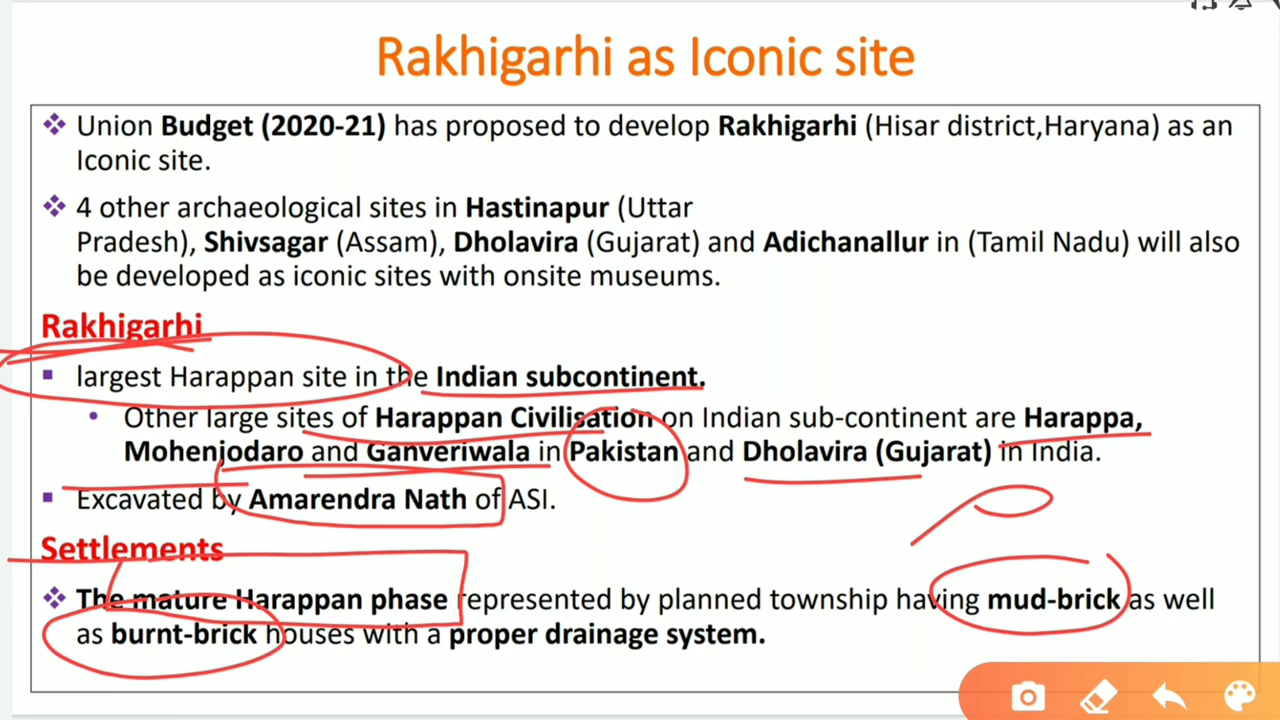 Rakhigarhi as Iconic site
❖ Union Budget (2020-21) has proposed to develop Rakhigarhi (Hisar district,Haryana) as an
Iconic site.
❖ 4 other archaeological sites in Hastinapur (Uttar
Pradesh), Shivsagar (Assam), Dholavira (Gujarat) and Adichanallur in (Tamil Nadu) will also
be developed as iconic sites with onsite museums.
Rakhigarhi
▪ largest Harappan site in the Indian subcontinent.
• Other large sites of Harappan Civilisation on Indian sub-continent are Harappa,
Mohenjodaro and Ganveriwala in Pakistan and Dholavira (Gujarat) in India.
▪ Excavated by Amarendra Nath of ASI.
Settlements
❖ The mature Harappan phase represented by planned township having mud-brick as well
as burnt-brick houses with a proper drainage system.